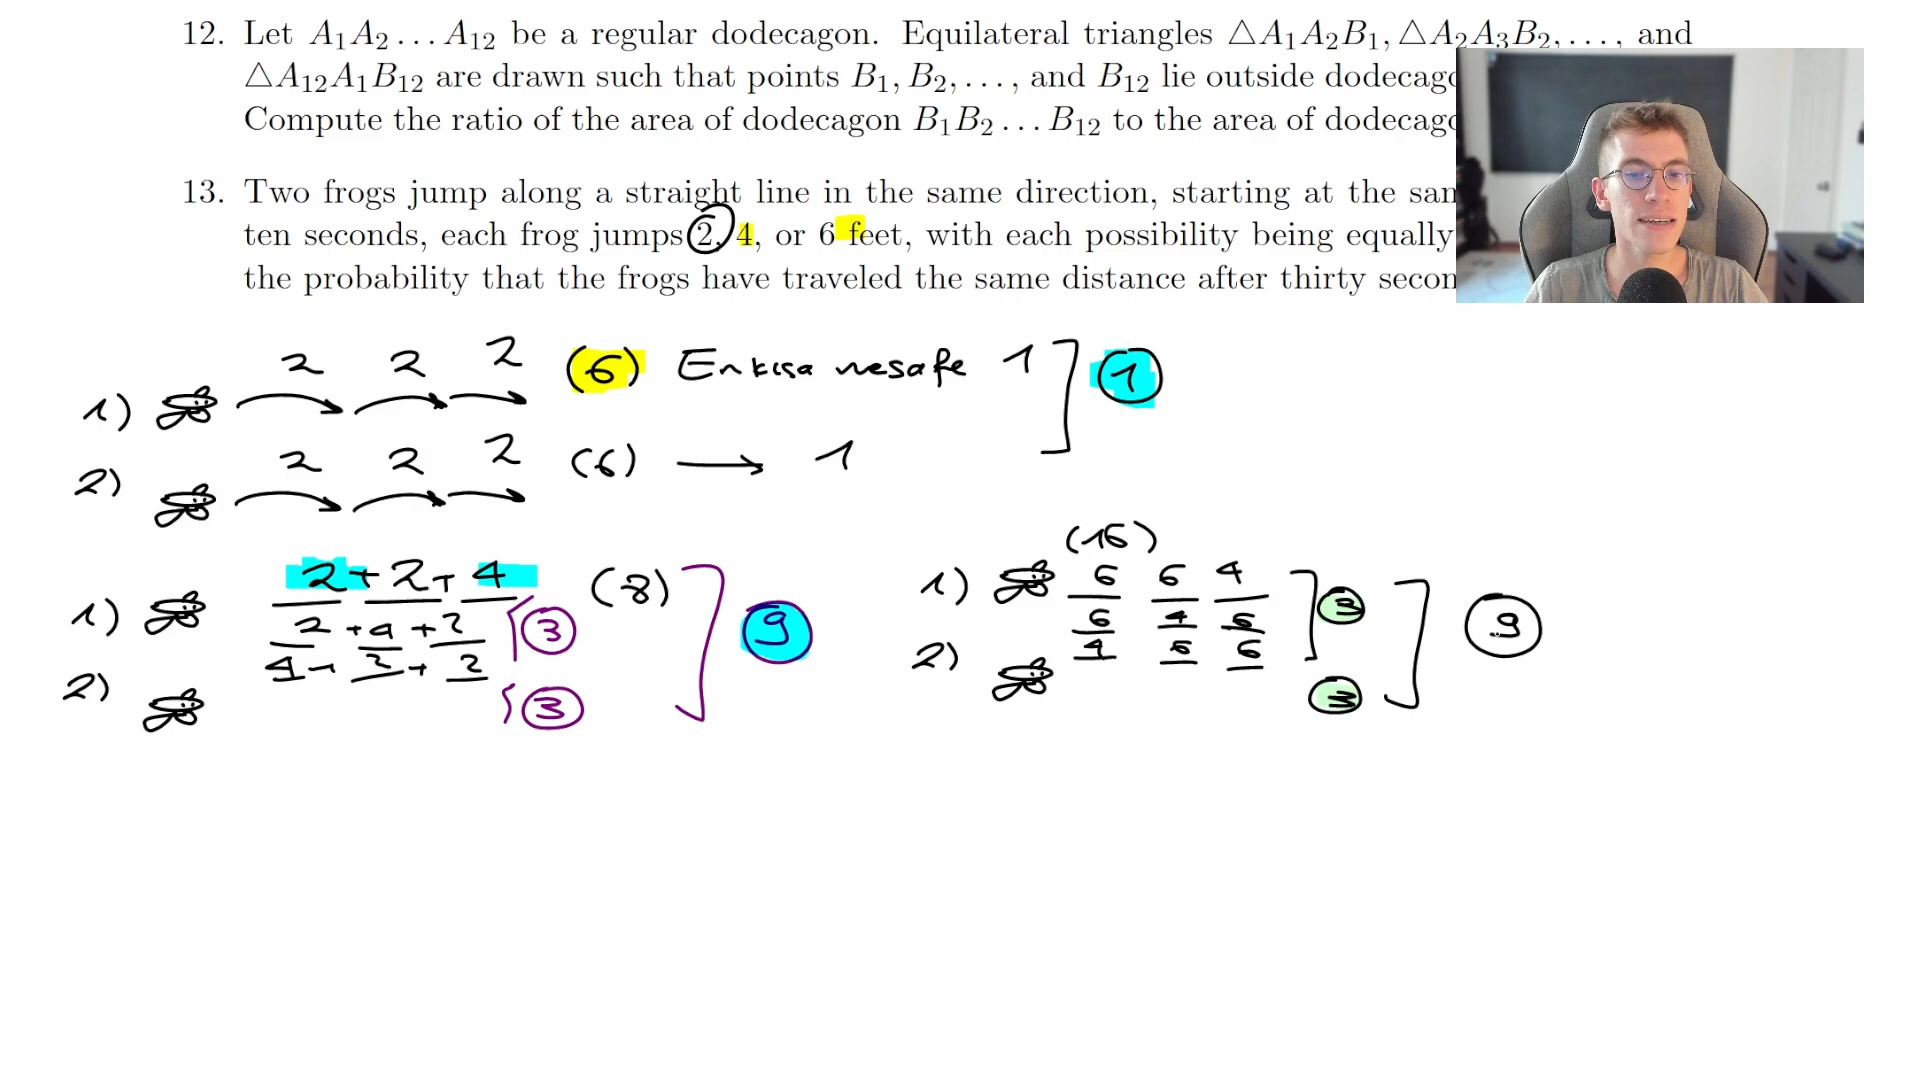 12. Let A₁A₂ . . . A₁₂ be a regular dodecagon. Equilateral triangles △A₁A₂B₁, △A₂A₃B₂, . . . , and
△A₁₂A₁B₁₂ are drawn such that points B₁, B₂, . . . , and B₁₂ lie outside dodecago
Compute the ratio of the area of dodecagon B₁B₂ . . . B₁₂ to the area of dodecago
13. Two frogs jump along a straight line in the same direction, starting at the san
ten seconds, each frog jumps 2, 4, or 6 feet, with each possibility being equally
the probability that the frogs have traveled the same distance after thirty secon
2 2 2 (6) En kısa mesafe 1 1
1)
2 2 2 (6) → 1
2)
1) 2+2+4 (8)
2+4+2 3 9
4+2+2
2) 3
(16)
1) 6 6 4
6 4 6 3 9
2) 4 6 6
3